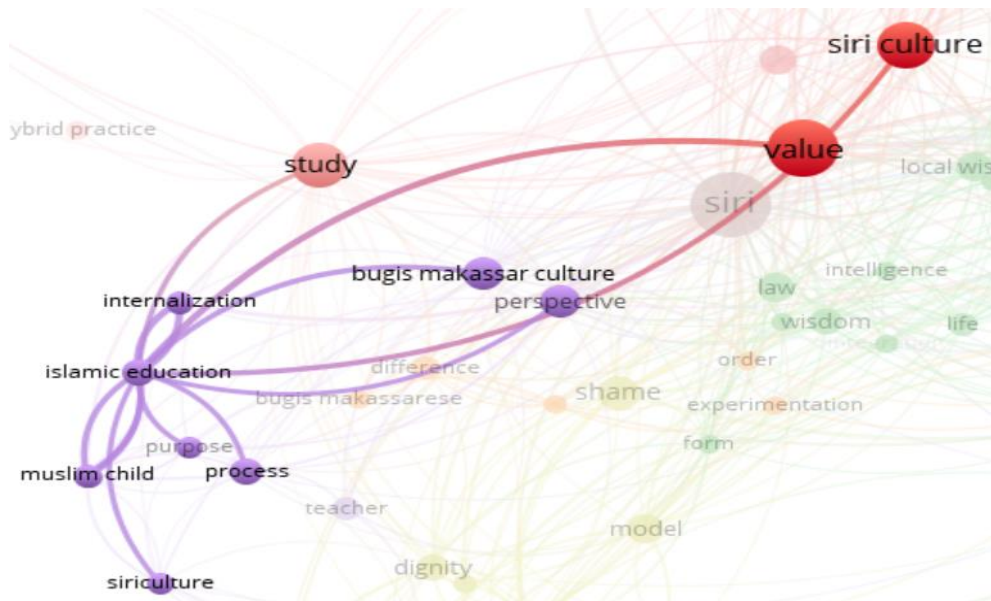 siri culture
ybrid practice
study
value
local wis
siri
bugis makassar culture
intelligence
internalization
perspective
law
wisdom
life
islamic education
difference
order
bugis makassarese
shame
experimentation
purpose
form
muslim child
process
teacher
model
dignity
siriculture